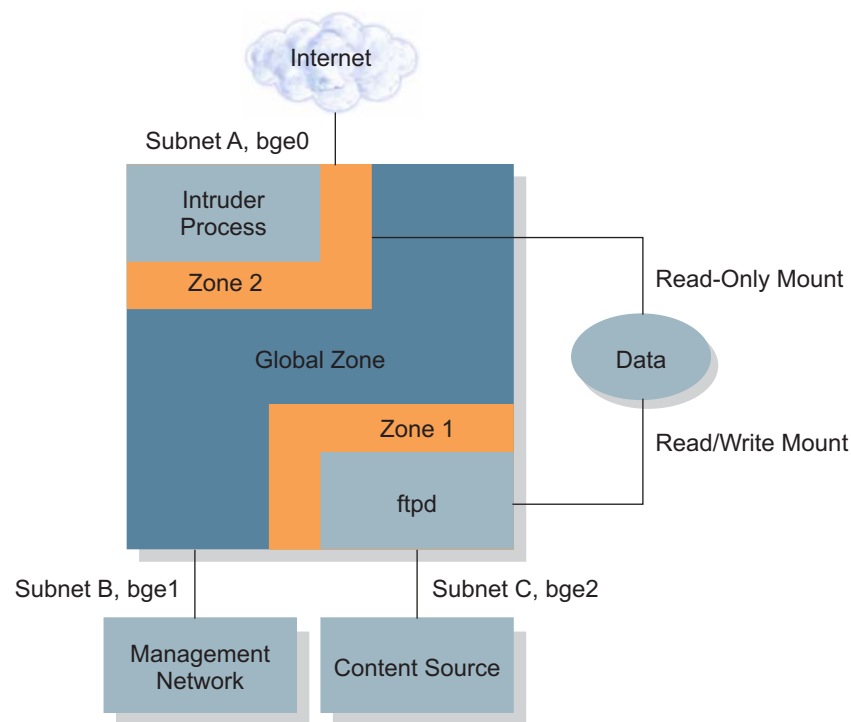 Internet
Subnet A, bge0
Intruder
Process
Zone 2
Read-Only Mount
Global Zone
Data
Zone 1
Read/Write Mount
ftpd
Subnet B, bge1
Subnet C, bge2
Management
Network
Content Source